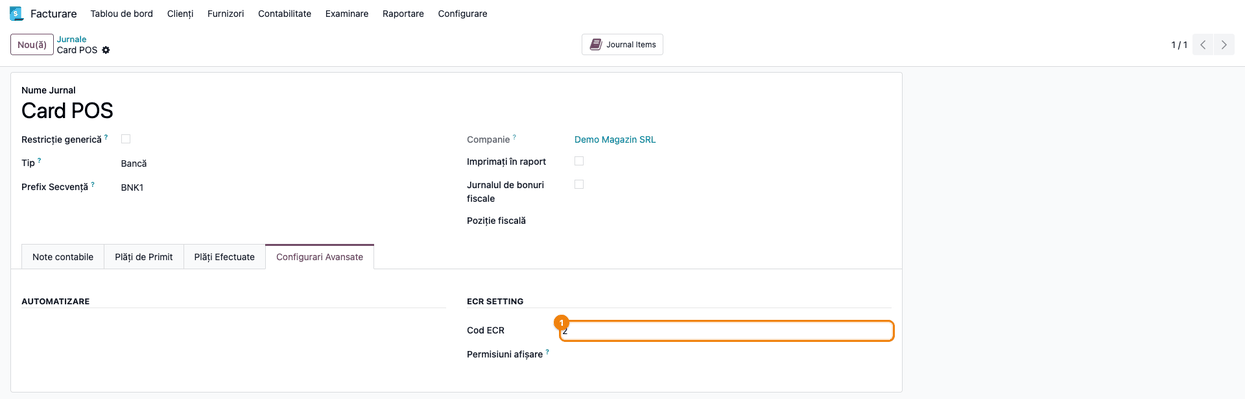 Facturare Tablou de bord Clienți Furnizori Contabilitate Examinare Raportare Configurare
Nou(ă) Jurnale
Card POS
Journal Items
1 / 1
Nume Jurnal
Card POS
Restricție generică ?
Companie ? Demo Magazin SRL
Tip ? Bancă
Imprimați în raport
Prefix Secvență ? BNK1
Jurnalul de bonuri fiscale
Poziție fiscală
Note contabile Plăți de Primit Plăți Efectuate Configurari Avansate
AUTOMATIZARE
ECR SETTING
Cod ECR 1 2
Permisiuni afișare ?